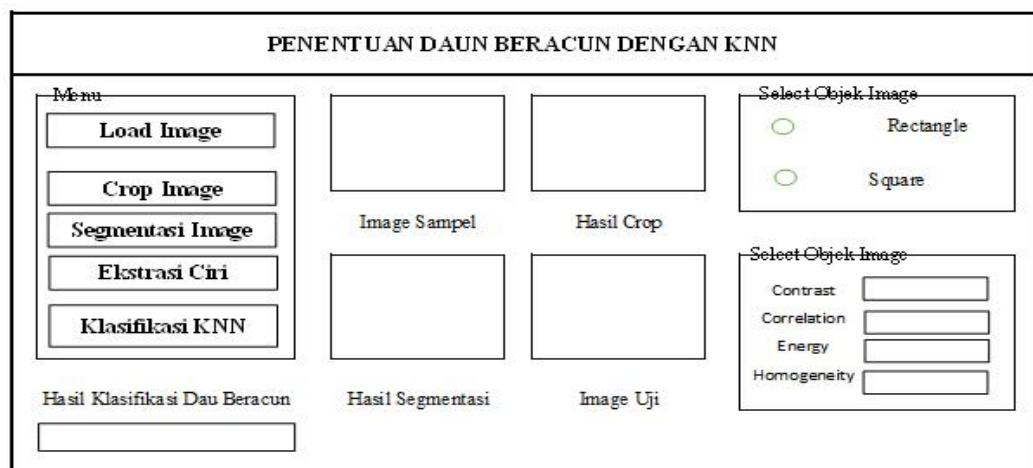 PENENTUAN DAUN BERACUN DENGAN KNN
Menu
Load Image
Crop Image
Segmentasi Image
Ekstrasi Ciri
Klasifikasi KNN
Hasil Klasifikasi Dau Beracun
Image Sampel
Hasil Crop
Hasil Segmentasi
Image Uji
Select Objek Image
Rectangle
Square
Select Objek Image
Contrast
Correlation
Energy
Homogeneity